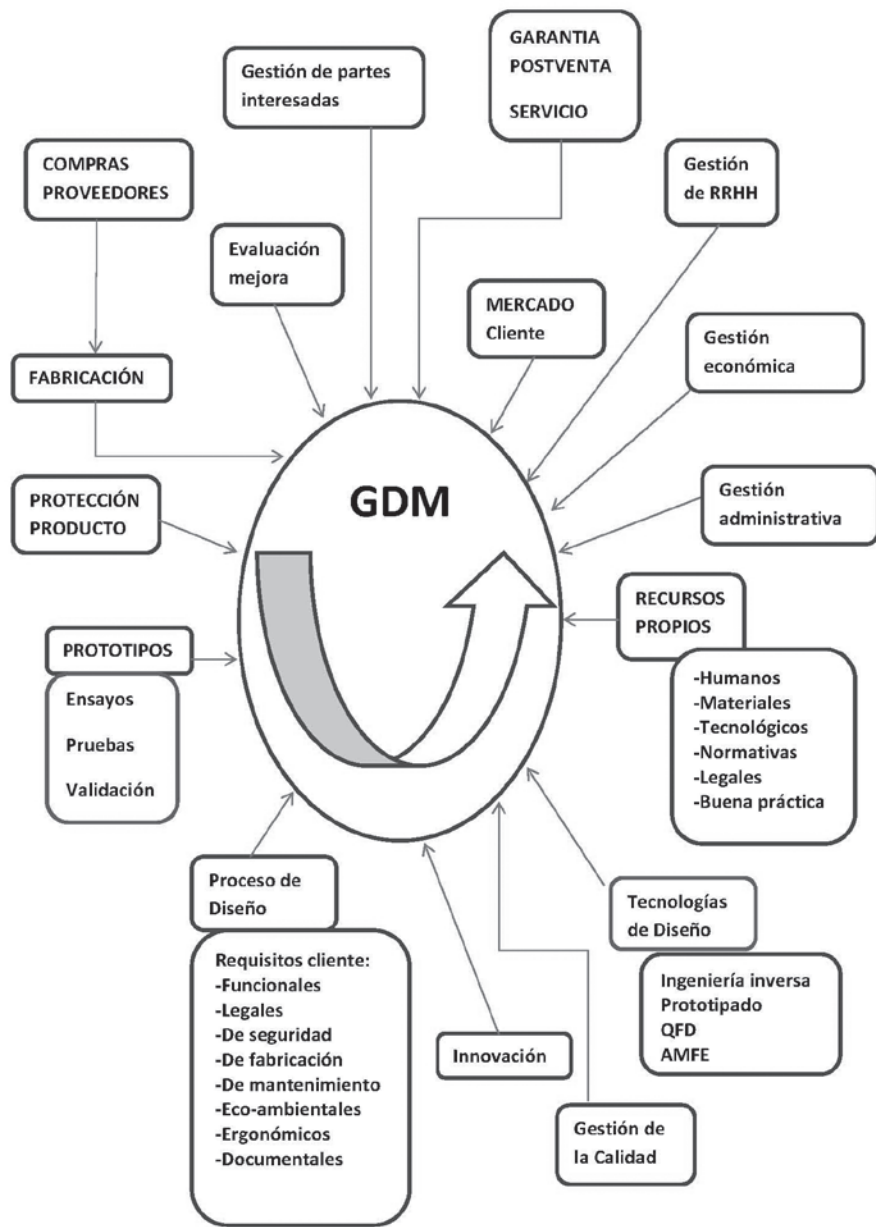 GARANTIA
POSTVENTA
SERVICIO
Gestión de partes
interesadas
COMPRAS
PROVEEDORES
Gestión
de RRHH
Evaluación
mejora
MERCADO
Cliente
Gestión
económica
FABRICACIÓN
GDM
PROTECCIÓN
PRODUCTO
Gestión
administrativa
RECURSOS
PROPIOS
-Humanos
-Materiales
-Tecnológicos
-Normativas
-Legales
-Buena práctica
PROTOTIPOS
Ensayos
Pruebas
Validación
Proceso de
Diseño
Requisitos cliente:
-Funcionales
-Legales
-De seguridad
-De fabricación
-De mantenimiento
-Eco-ambientales
-Ergonómicos
-Documentales
Tecnologías
de Diseño
Ingeniería inversa
Prototipado
QFD
AMFE
Innovación
Gestión de
la Calidad